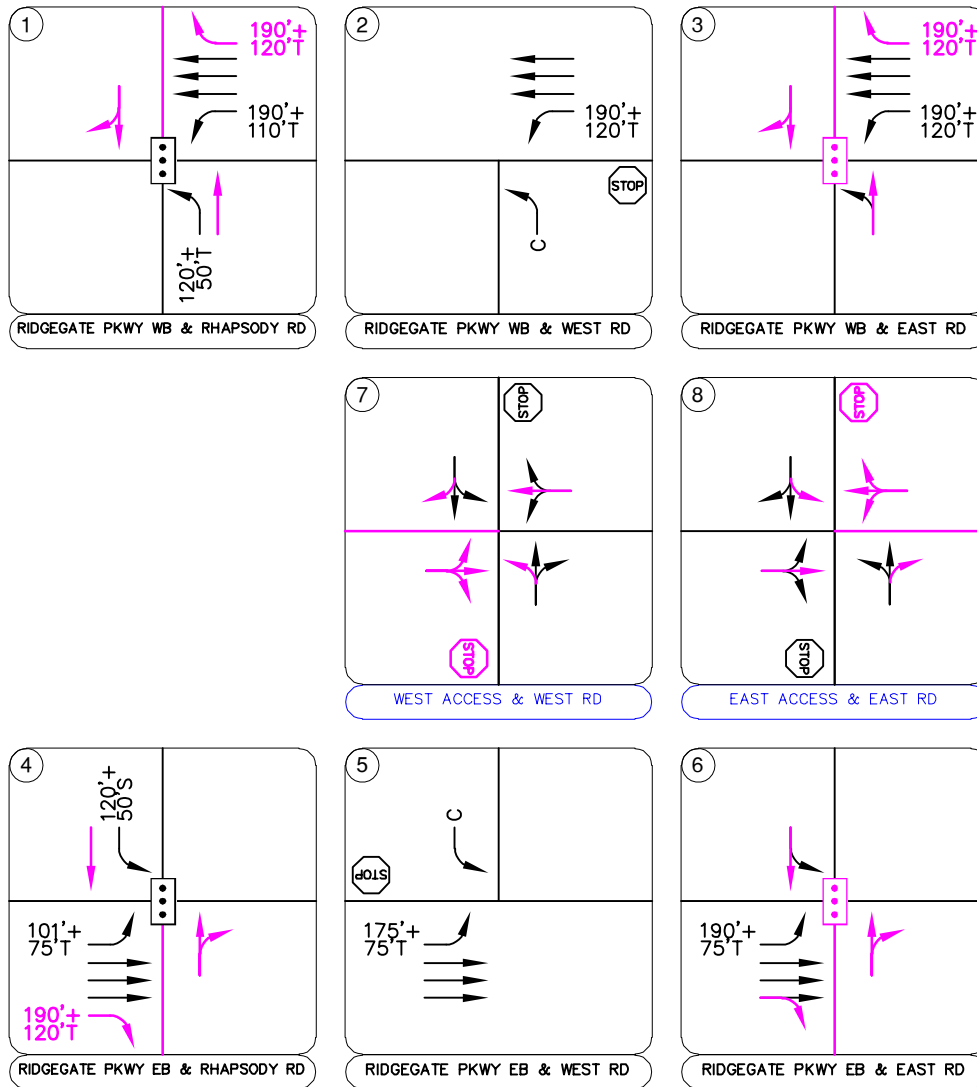 1
190'+
120'T
190'+
110'T
120'+
50'T
RIDGEGATE PKWY WB & RHAPSODY RD
2
190'+
120'T
STOP
C
RIDGEGATE PKWY WB & WEST RD
3
190'+
120'T
190'+
120'T
RIDGEGATE PKWY WB & EAST RD
7
STOP
STOP
WEST ACCESS & WEST RD
8
STOP
STOP
EAST ACCESS & EAST RD
4
120'+
50'S
101'+
75'T
190'+
120'T
RIDGEGATE PKWY EB & RHAPSODY RD
5
C
STOP
175'+
75'T
RIDGEGATE PKWY EB & WEST RD
6
190'+
75'T
RIDGEGATE PKWY EB & EAST RD